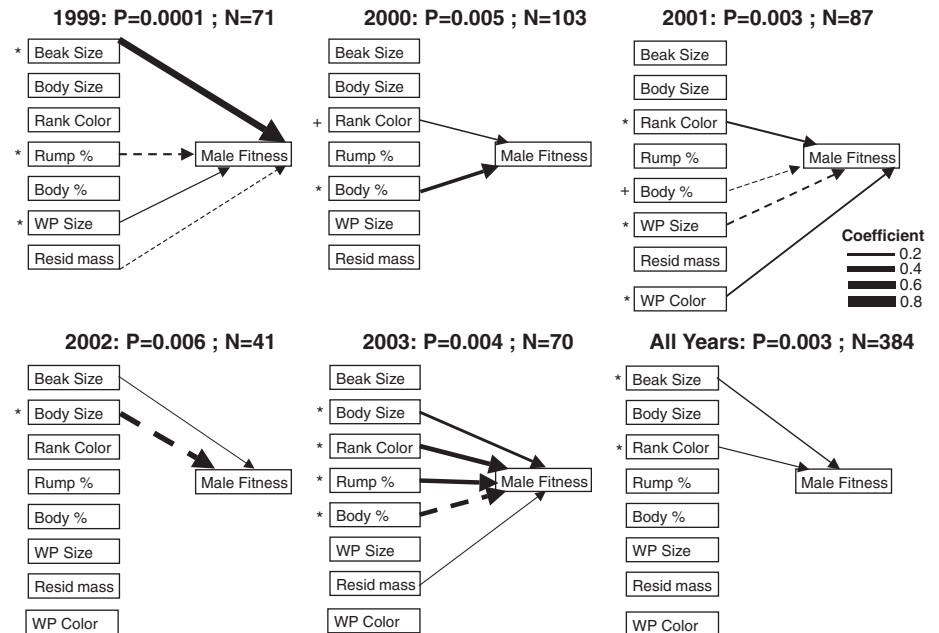 1999: P=0.0001 ; N=71
* Beak Size
Body Size
Rank Color
* Rump %
Body %
* WP Size
Resid mass
Male Fitness
2000: P=0.005 ; N=103
Beak Size
Body Size
+ Rank Color
Rump %
* Body %
WP Size
Resid mass
Male Fitness
2001: P=0.003 ; N=87
Beak Size
Body Size
* Rank Color
Rump %
+ Body %
* WP Size
Resid mass
* WP Color
Male Fitness
Coefficient
0.2
0.4
0.6
0.8
2002: P=0.006 ; N=41
Beak Size
* Body Size
Rank Color
Rump %
Body %
WP Size
Resid mass
WP Color
Male Fitness
2003: P=0.004 ; N=70
Beak Size
* Body Size
* Rank Color
* Rump %
* Body %
WP Size
Resid mass
WP Color
Male Fitness
All Years: P=0.003 ; N=384
* Beak Size
Body Size
* Rank Color
Rump %
Body %
WP Size
Resid mass
WP Color
Male Fitness